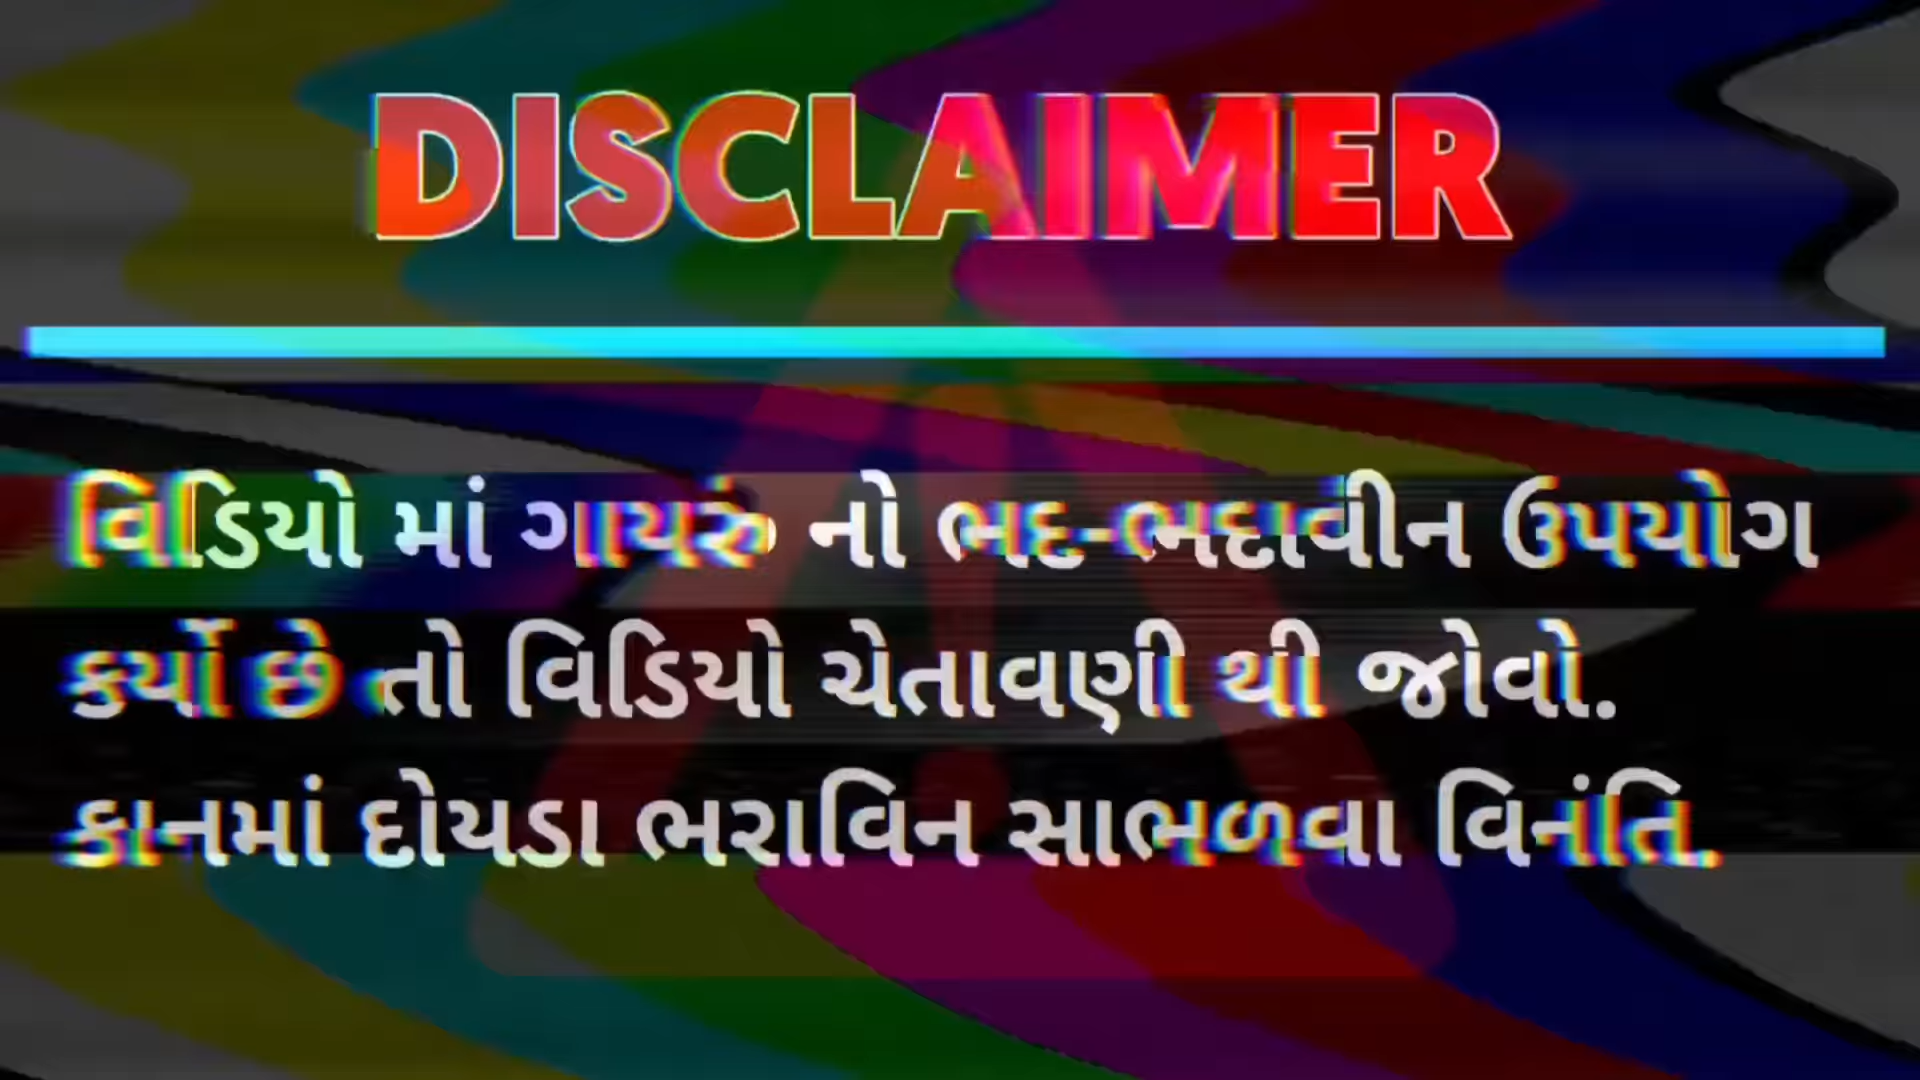 DISCLAIMER
વિડિયો માં ગાયરું નો ભદ-ભદાવીન ઉપયોગ
કર્યો છે તો વિડિયો ચેતાવણી થી જોવો.
કાનમાં દોયડા ભરાવિન સાભળવા વિનંતિ.